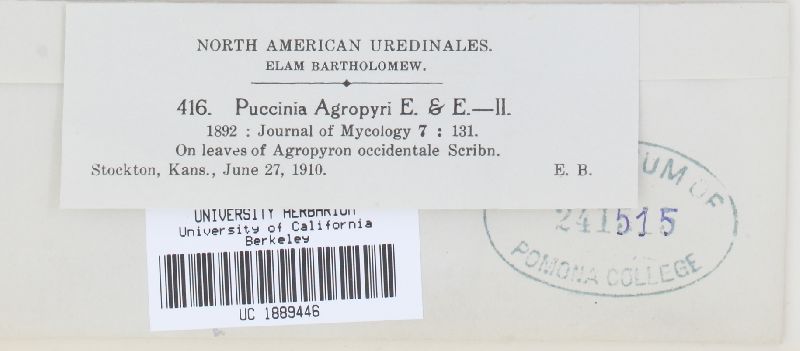 NORTH AMERICAN UREDINALES.
ELAM BARTHOLOMEW.
416. Puccinia Agropyri E. & E.—II.
1892 : Journal of Mycology 7 : 131.
On leaves of Agropyron occidentale Scribn.
Stockton, Kans., June 27, 1910. E. B.
UNIVERSITY HERBARIUM
University of California
Berkeley
UC 1889446
UM OF
241515
POMONA COLLEGE